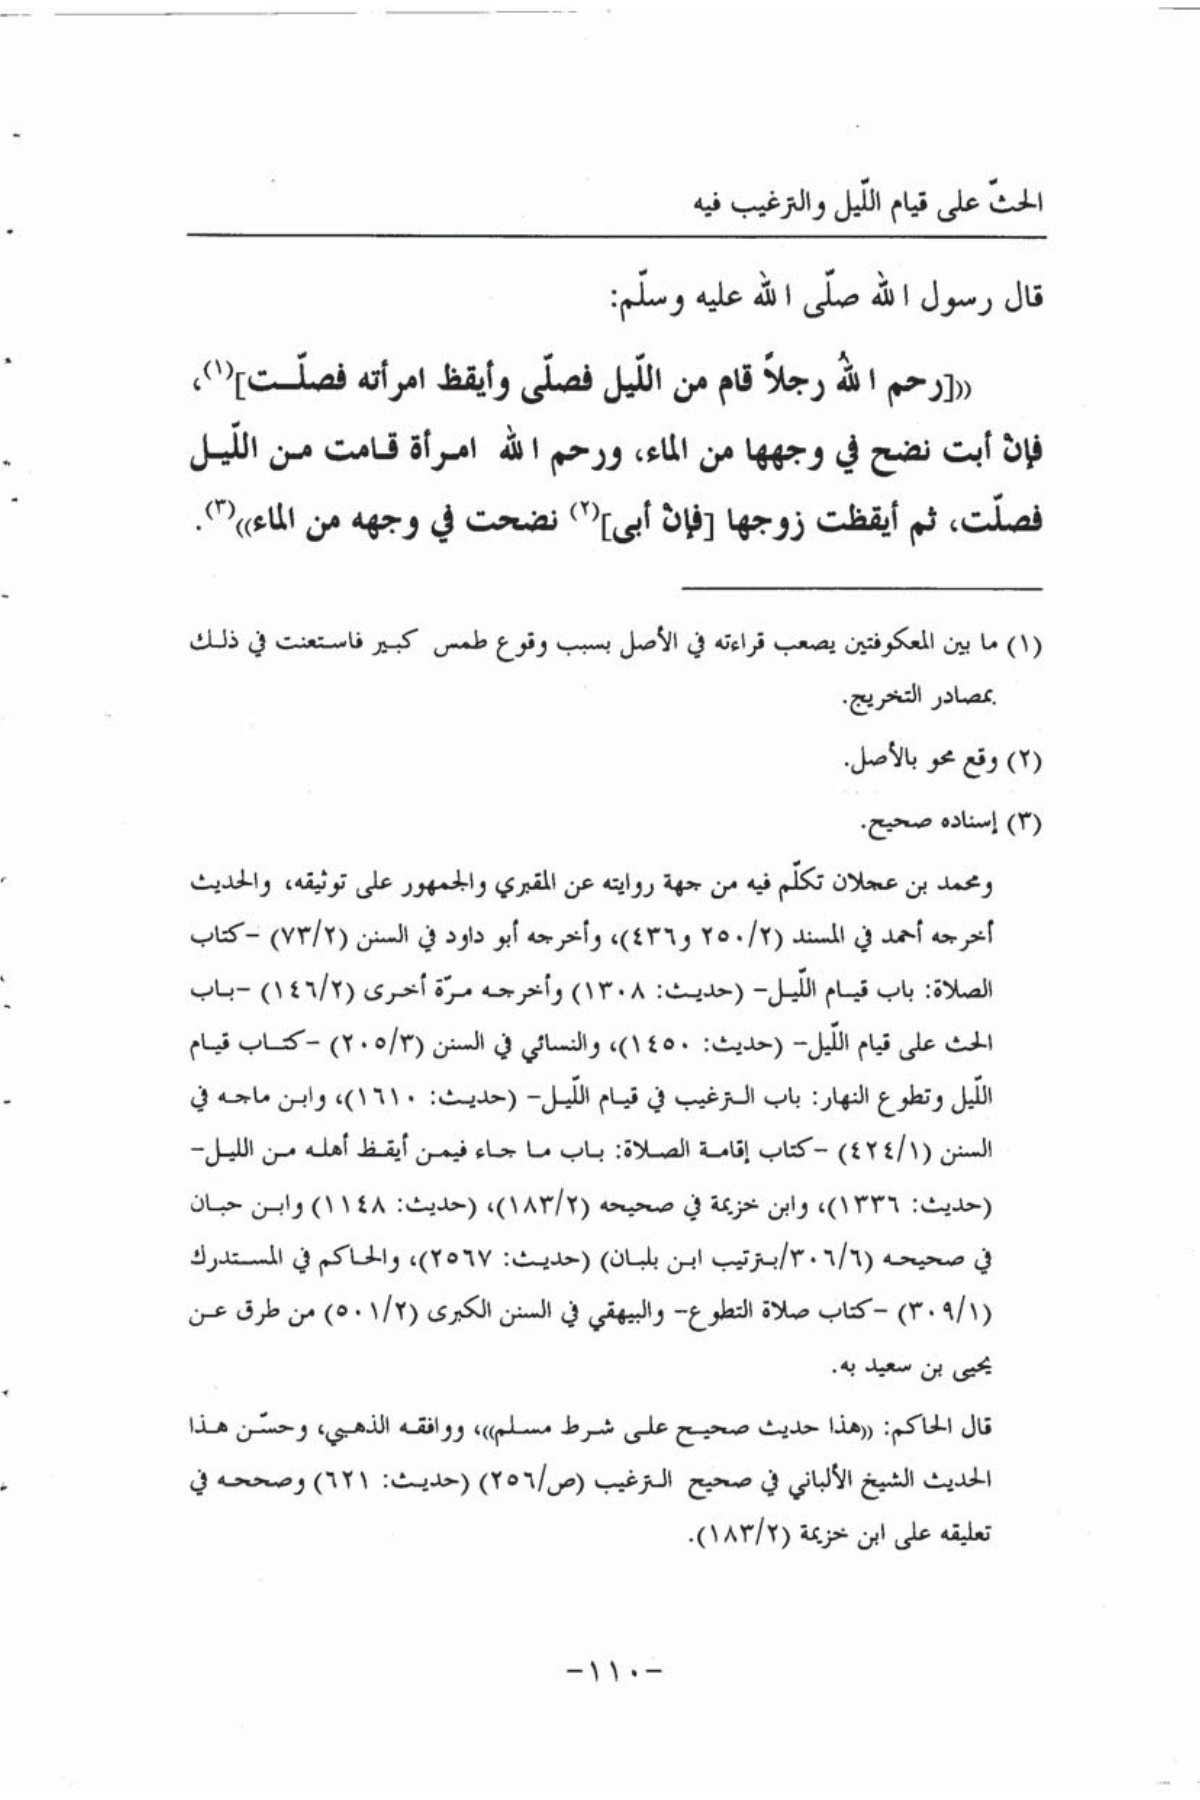 الحثّ على قيام اللّيل والترغيب فيه
قال رسول الله صلّى الله عليه وسلّم:
(([رحم اللهُ رجلاً قام من اللّيل فصلّى وأيقظ امرأته فصلّت](١)،
فإنْ أبت نضح في وجهها من الماء، ورحم الله امرأة قامت من اللّيل
فصلّت، ثم أيقظت زوجها [فإنْ أبى](٢) نضحت في وجهه من الماء))(٣).
(١) ما بين المعكوفتين يصعب قراءته في الأصل بسبب وقوع طمس كبير فاستعنت في ذلك
بمصادر التخريج.
(٢) وقع محو بالأصل.
(٣) إسناده صحيح.
ومحمد بن عجلان تكلّم فيه من جهة روايته عن المقبري والجمهور على توثيقه، والحديث
أخرجه أحمد في المسند (٢/٢٥٠ و٤٣٦)، وأخرجه أبو داود في السنن (٢/٧٣) -كتاب
الصلاة: باب قيام اللّيل- (حديث: ١٣٠٨) وأخرجه مرّة أخرى (٢/١٤٦) -باب
الحث على قيام اللّيل- (حديث: ١٤٥٠)، والنسائي في السنن (٣/٢٠٥) -كتاب قيام
اللّيل وتطوع النهار: باب الترغيب في قيام اللّيل- (حديث: ١٦١٠)، وابن ماجه في
السنن (١/٤٢٤) -كتاب إقامة الصلاة: باب ما جاء فيمن أيقظ أهله من الليل-
(حديث: ١٣٣٦)، وابن خزيمة في صحيحه (٢/١٨٣)، (حديث: ١١٤٨) وابن حبان
في صحيحه (٦/٣٠٦/بترتيب ابن بلبان) (حديث: ٢٥٦٧)، والحاكم في المستدرك
(١/٣٠٩) -كتاب صلاة التطوع- والبيهقي في السنن الكبرى (٢/٥٠١) من طرق عن
يحيى بن سعيد به.
قال الحاكم: ((هذا حديث صحيح على شرط مسلم))، ووافقه الذهبي، وحسّن هذا
الحديث الشيخ الألباني في صحيح الترغيب (ص/٢٥٦) (حديث: ٦٢١) وصححه في
تعليقه على ابن خزيمة (٢/١٨٣).
-١١٠-